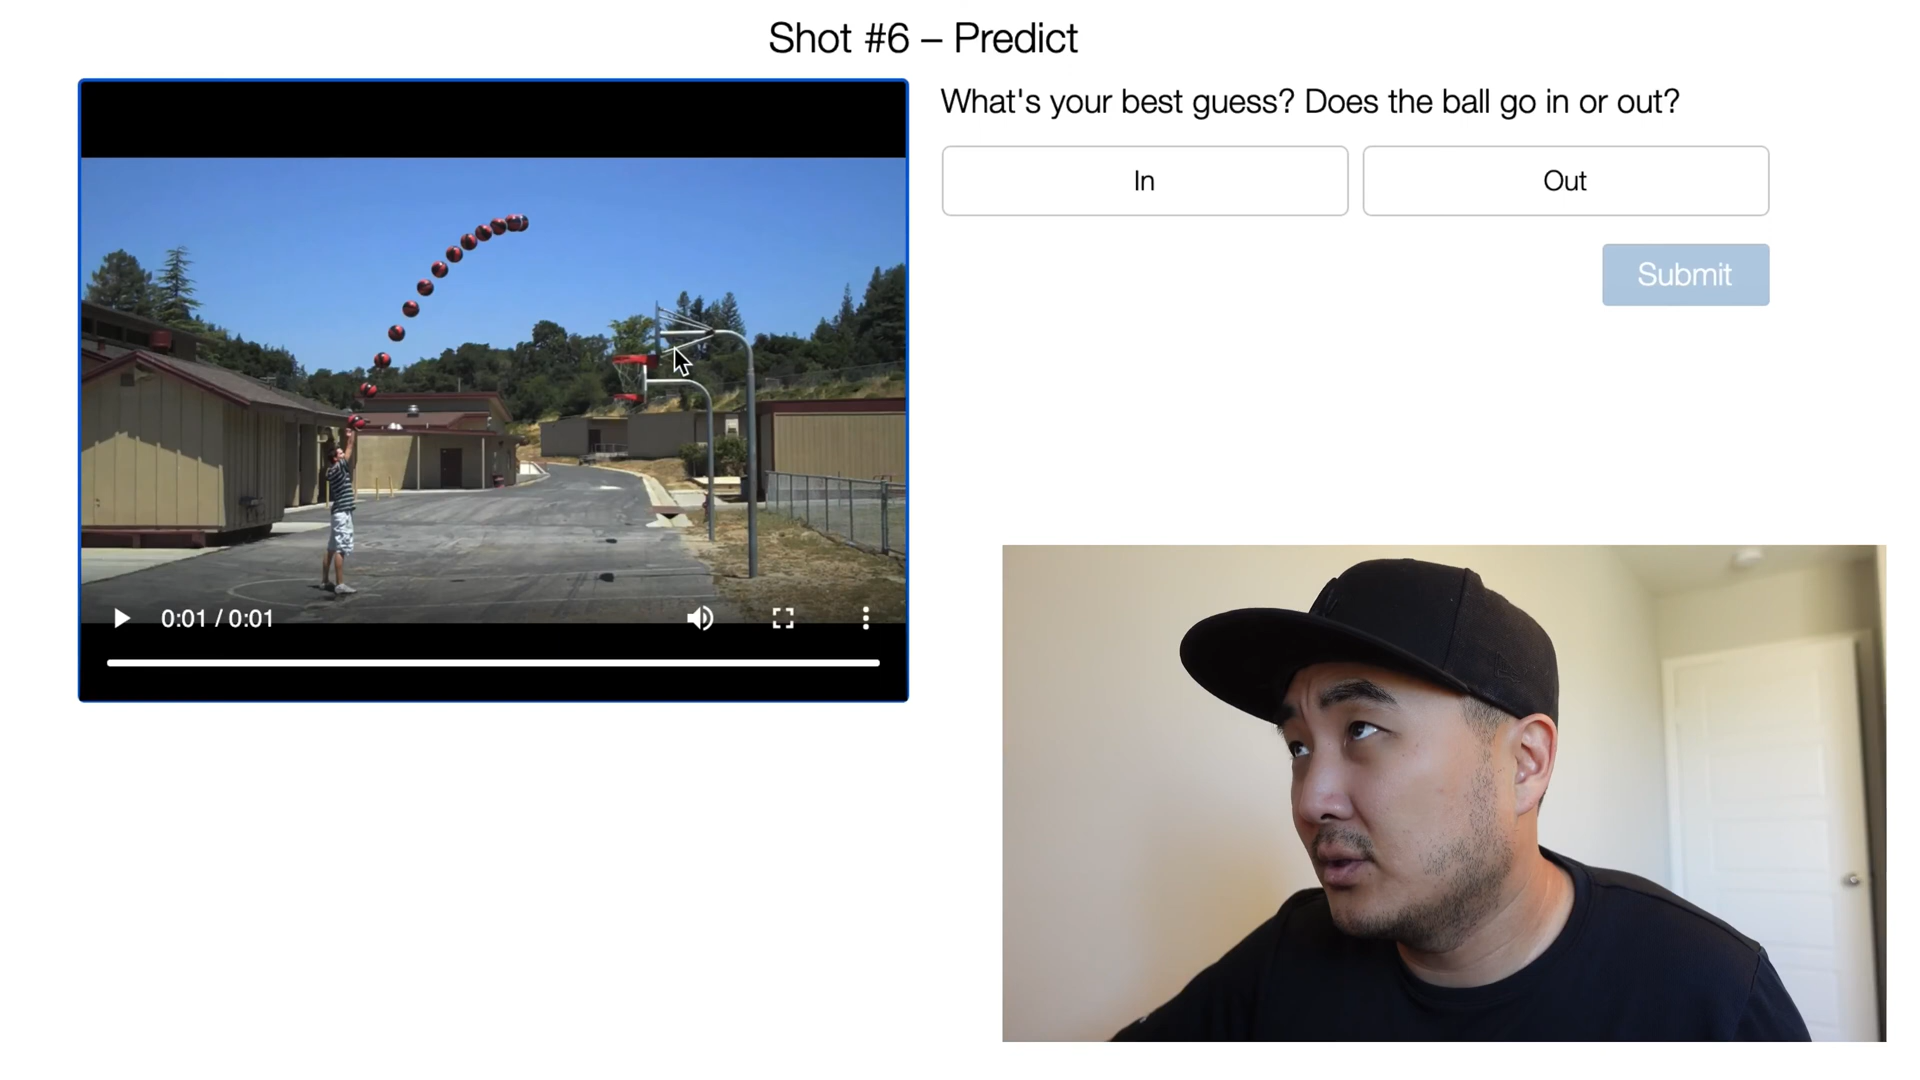 Shot #6 – Predict
What's your best guess? Does the ball go in or out?
In
Out
Submit
0:01 / 0:01